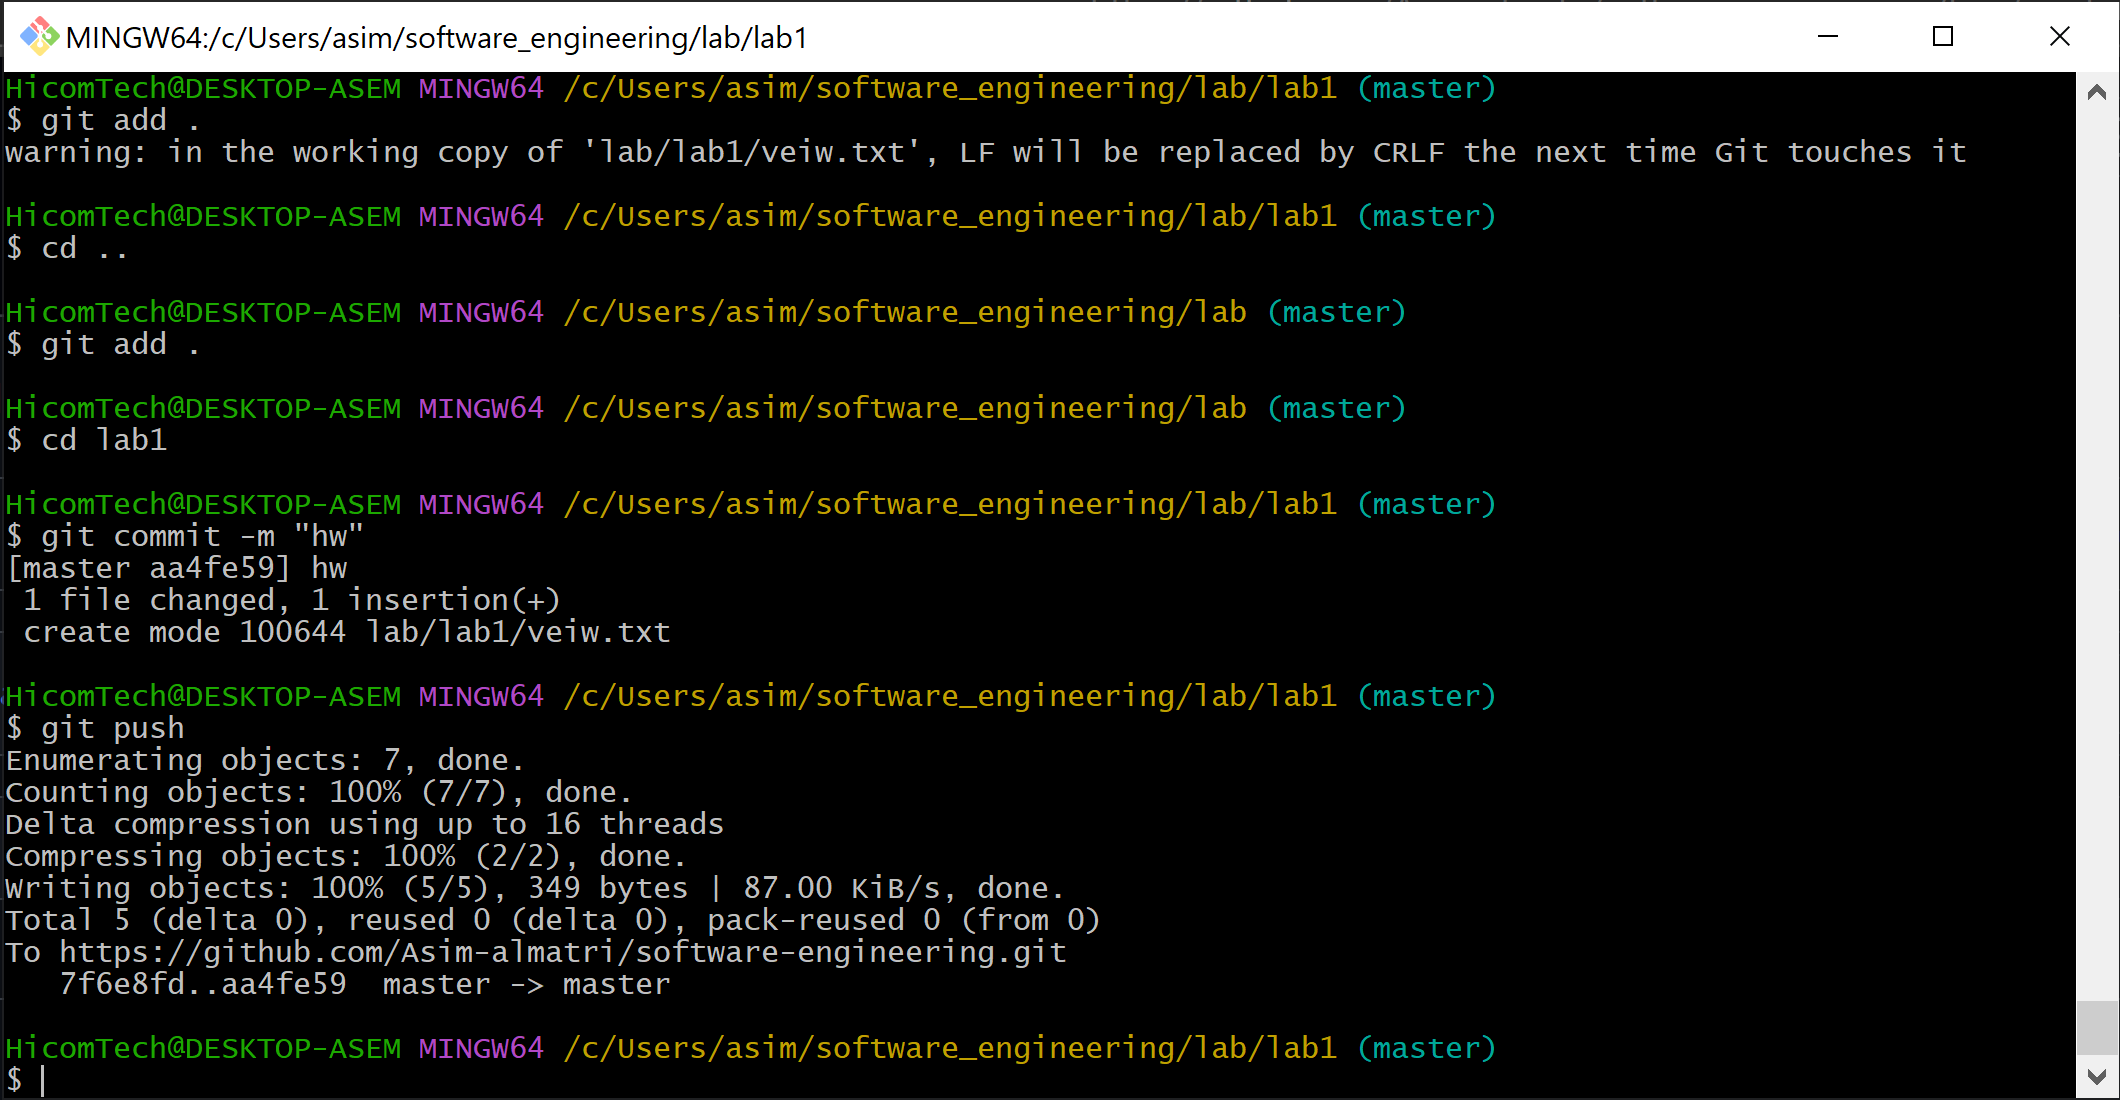 MINGW64:/c/Users/asim/software_engineering/lab/lab1
HicomTech@DESKTOP-ASEM MINGW64 /c/Users/asim/software_engineering/lab/lab1 (master)
$ git add .
warning: in the working copy of 'lab/lab1/veiw.txt', LF will be replaced by CRLF the next time Git touches it
HicomTech@DESKTOP-ASEM MINGW64 /c/Users/asim/software_engineering/lab/lab1 (master)
$ cd ..
HicomTech@DESKTOP-ASEM MINGW64 /c/Users/asim/software_engineering/lab (master)
$ git add .
HicomTech@DESKTOP-ASEM MINGW64 /c/Users/asim/software_engineering/lab (master)
$ cd lab1
HicomTech@DESKTOP-ASEM MINGW64 /c/Users/asim/software_engineering/lab/lab1 (master)
$ git commit -m "hw"
[master aa4fe59] hw
 1 file changed, 1 insertion(+)
 create mode 100644 lab/lab1/veiw.txt
HicomTech@DESKTOP-ASEM MINGW64 /c/Users/asim/software_engineering/lab/lab1 (master)
$ git push
Enumerating objects: 7, done.
Counting objects: 100% (7/7), done.
Delta compression using up to 16 threads
Compressing objects: 100% (2/2), done.
Writing objects: 100% (5/5), 349 bytes | 87.00 KiB/s, done.
Total 5 (delta 0), reused 0 (delta 0), pack-reused 0 (from 0)
To https://github.com/Asim-almatri/software-engineering.git
   7f6e8fd..aa4fe59  master -> master
HicomTech@DESKTOP-ASEM MINGW64 /c/Users/asim/software_engineering/lab/lab1 (master)
$